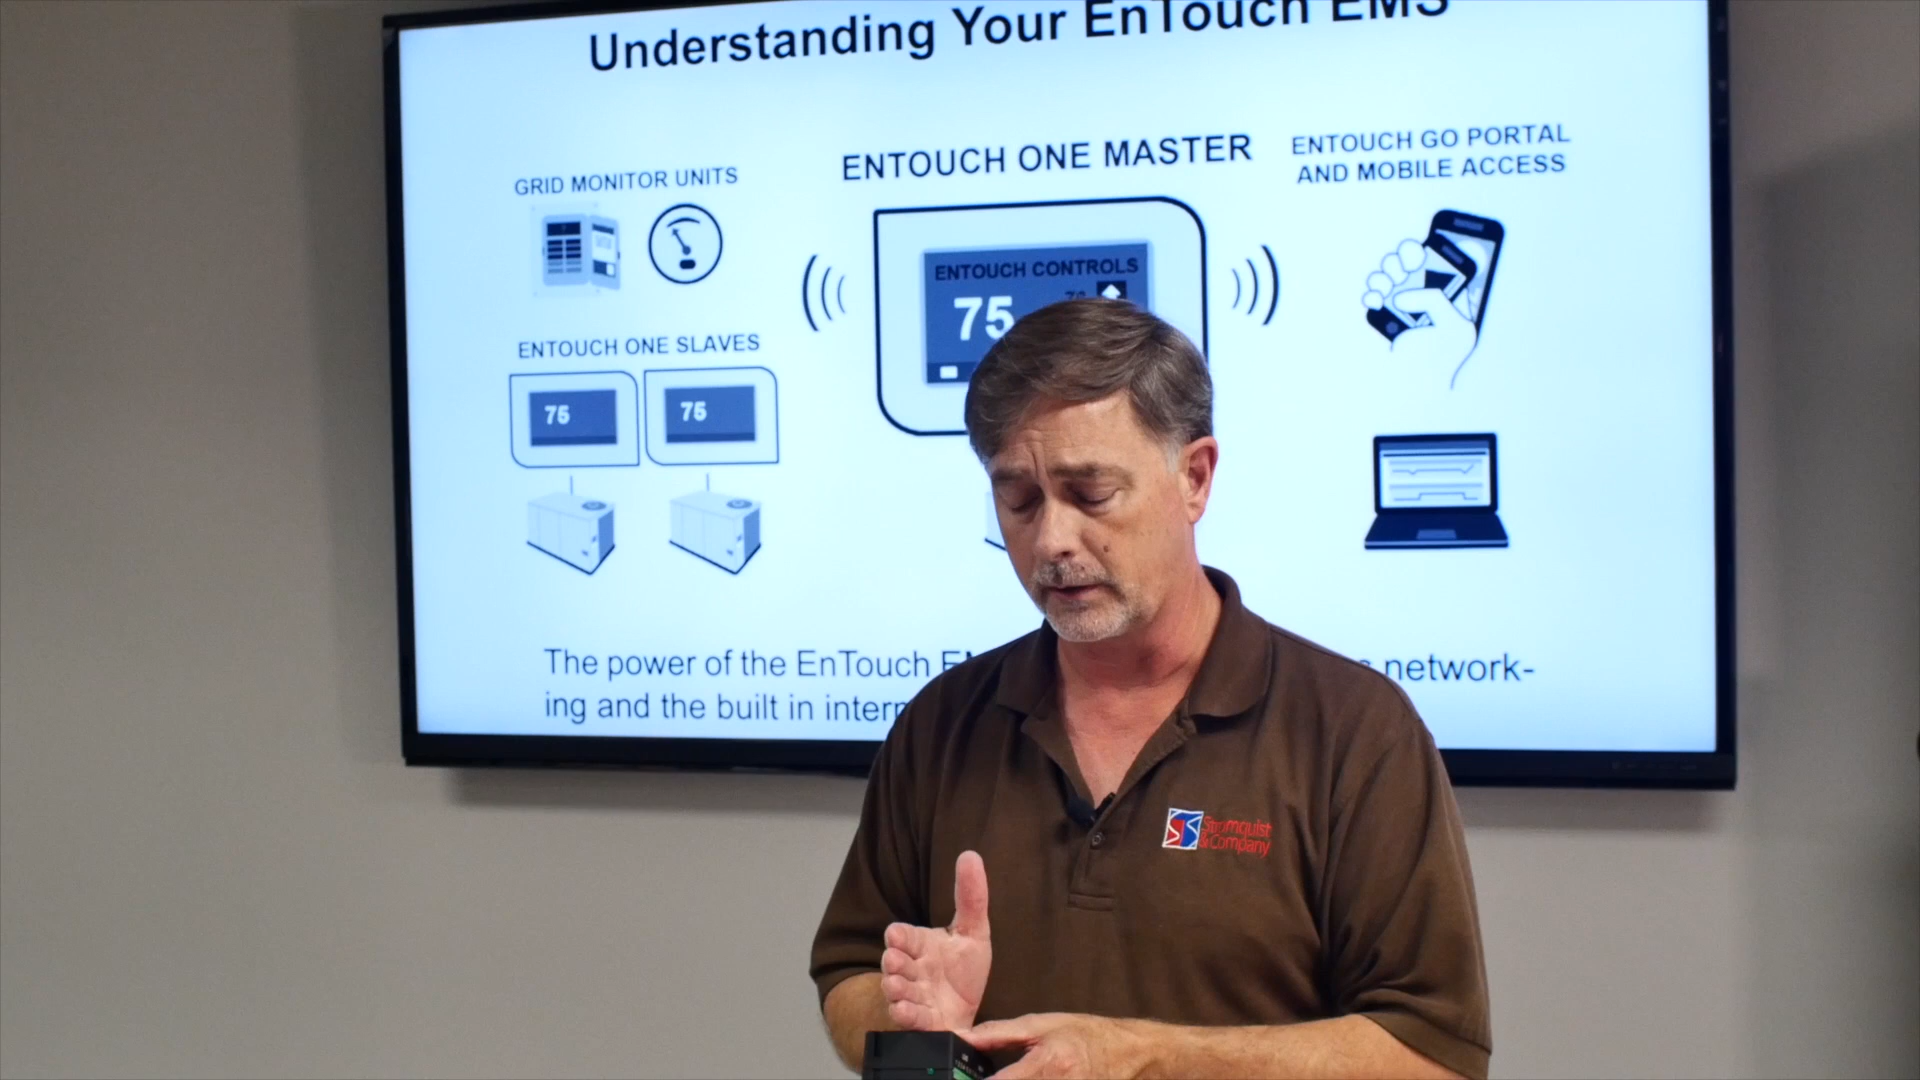 Understanding Your EnTouch EMS
GRID MONITOR UNITS
ENTOUCH ONE MASTER
ENTOUCH GO PORTAL
AND MOBILE ACCESS
ENTOUCH CONTROLS
75
ENTOUCH ONE SLAVES
75
75
The power of the EnTouch
network-
ing and the built in
Stromquist
& Company